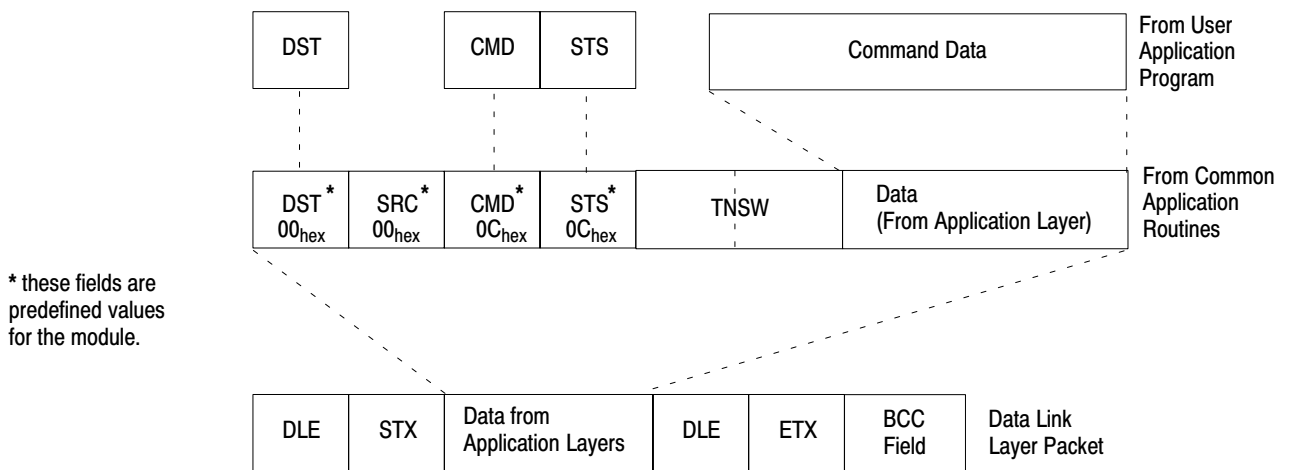 DST
CMD
STS
Command Data
From User
Application
Program
DST*
00hex
SRC*
00hex
CMD*
0Chex
STS*
0Chex
TNSW
Data
(From Application Layer)
From Common
Application
Routines
* these fields are
predefined values
for the module.
DLE
STX
Data from
Application Layers
DLE
ETX
BCC
Field
Data Link
Layer Packet